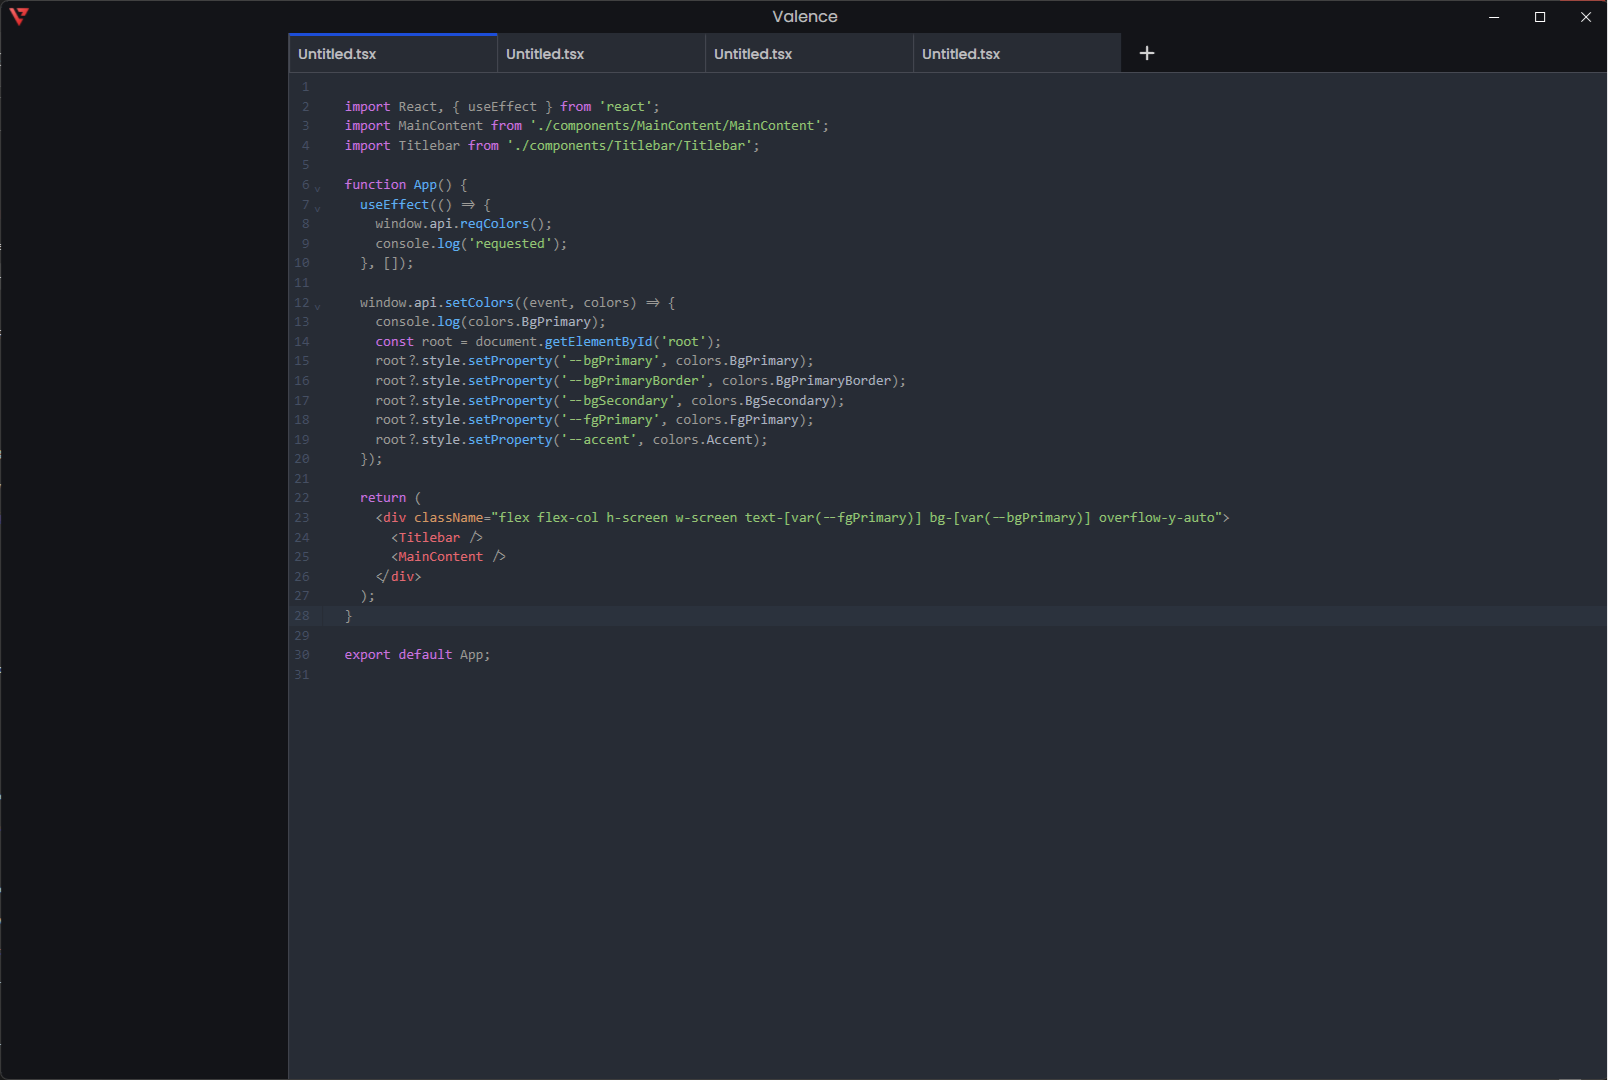 Valence
Untitled.tsx Untitled.tsx Untitled.tsx Untitled.tsx +
1
2 import React, { useEffect } from 'react';
3 import MainContent from './components/MainContent/MainContent';
4 import Titlebar from './components/Titlebar/Titlebar';
5
6 function App() {
7 useEffect(() => {
8 window.api.reqColors();
9 console.log('requested');
10 }, []);
11
12 window.api.setColors((event, colors) => {
13 console.log(colors.BgPrimary);
14 const root = document.getElementById('root');
15 root?.style.setProperty('--bgPrimary', colors.BgPrimary);
16 root?.style.setProperty('--bgPrimaryBorder', colors.BgPrimaryBorder);
17 root?.style.setProperty('--bgSecondary', colors.BgSecondary);
18 root?.style.setProperty('--fgPrimary', colors.FgPrimary);
19 root?.style.setProperty('--accent', colors.Accent);
20 });
21
22 return (
23 <div className="flex flex-col h-screen w-screen text-[var(--fgPrimary)] bg-[var(--bgPrimary)] overflow-y-auto">
24 <Titlebar />
25 <MainContent />
26 </div>
27 );
28 }
29
30 export default App;
31